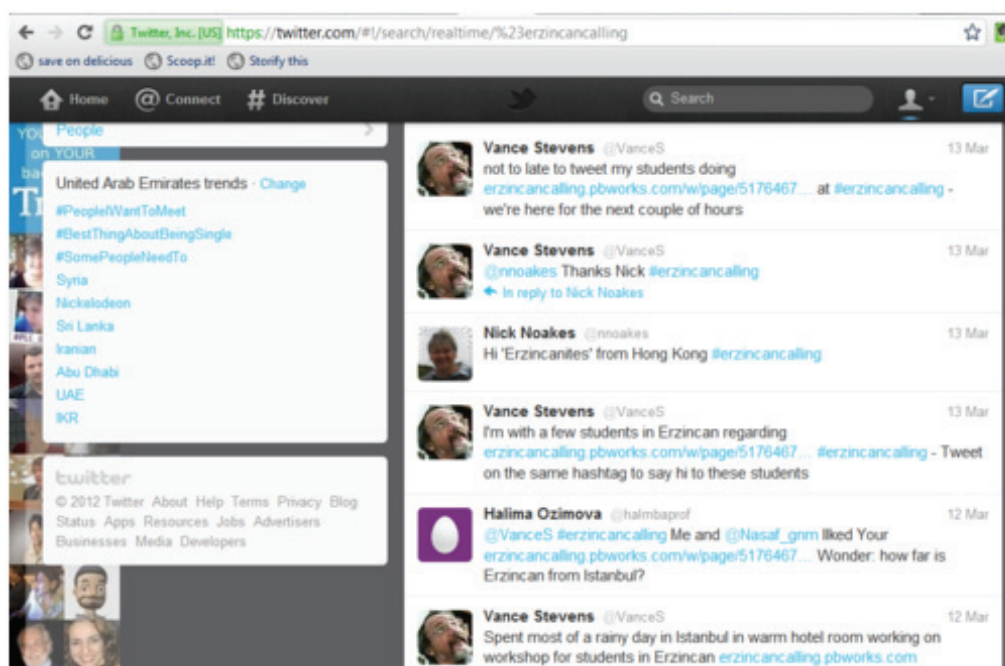 Twitter, Inc. [US] https://twitter.com/#!/search/realtime/%23erzincancalling
save on delicious Scoop.it! Storify this
Home @ Connect # Discover Search
People
on YOUR
United Arab Emirates trends · Change
#PeopleIWantToMeet
#BestThingAboutBeingSingle
#SomePeopleNeedTo
Syria
Nickelodeon
Sri Lanka
Iranian
Abu Dhabi
UAE
IKR
twitter
© 2012 Twitter About Help Terms Privacy Blog
Status Apps Resources Jobs Advertisers
Businesses Media Developers
Vance Stevens @VanceS 13 Mar
not to late to tweet my students doing
erzincancalling.pbworks.com/w/page/5176467... at #erzincancalling -
we're here for the next couple of hours
Vance Stevens @VanceS 13 Mar
@nnoakes Thanks Nick #erzincancalling
In reply to Nick Noakes
Nick Noakes @nnoakes 13 Mar
Hi 'Erzincanites' from Hong Kong #erzincancalling
Vance Stevens @VanceS 13 Mar
I'm with a few students in Erzincan regarding
erzincancalling.pbworks.com/w/page/5176467... #erzincancalling - Tweet
on the same hashtag to say hi to these students
Halima Ozimova @halmbaprof 12 Mar
@VanceS #erzincancalling Me and @Nasaf_gnm lIked Your
erzincancalling.pbworks.com/w/page/5176467... Wonder: how far is
Erzincan from Istanbul?
Vance Stevens @VanceS 12 Mar
Spent most of a rainy day in Istanbul in warm hotel room working on
workshop for students in Erzincan erzincancalling.pbworks.com